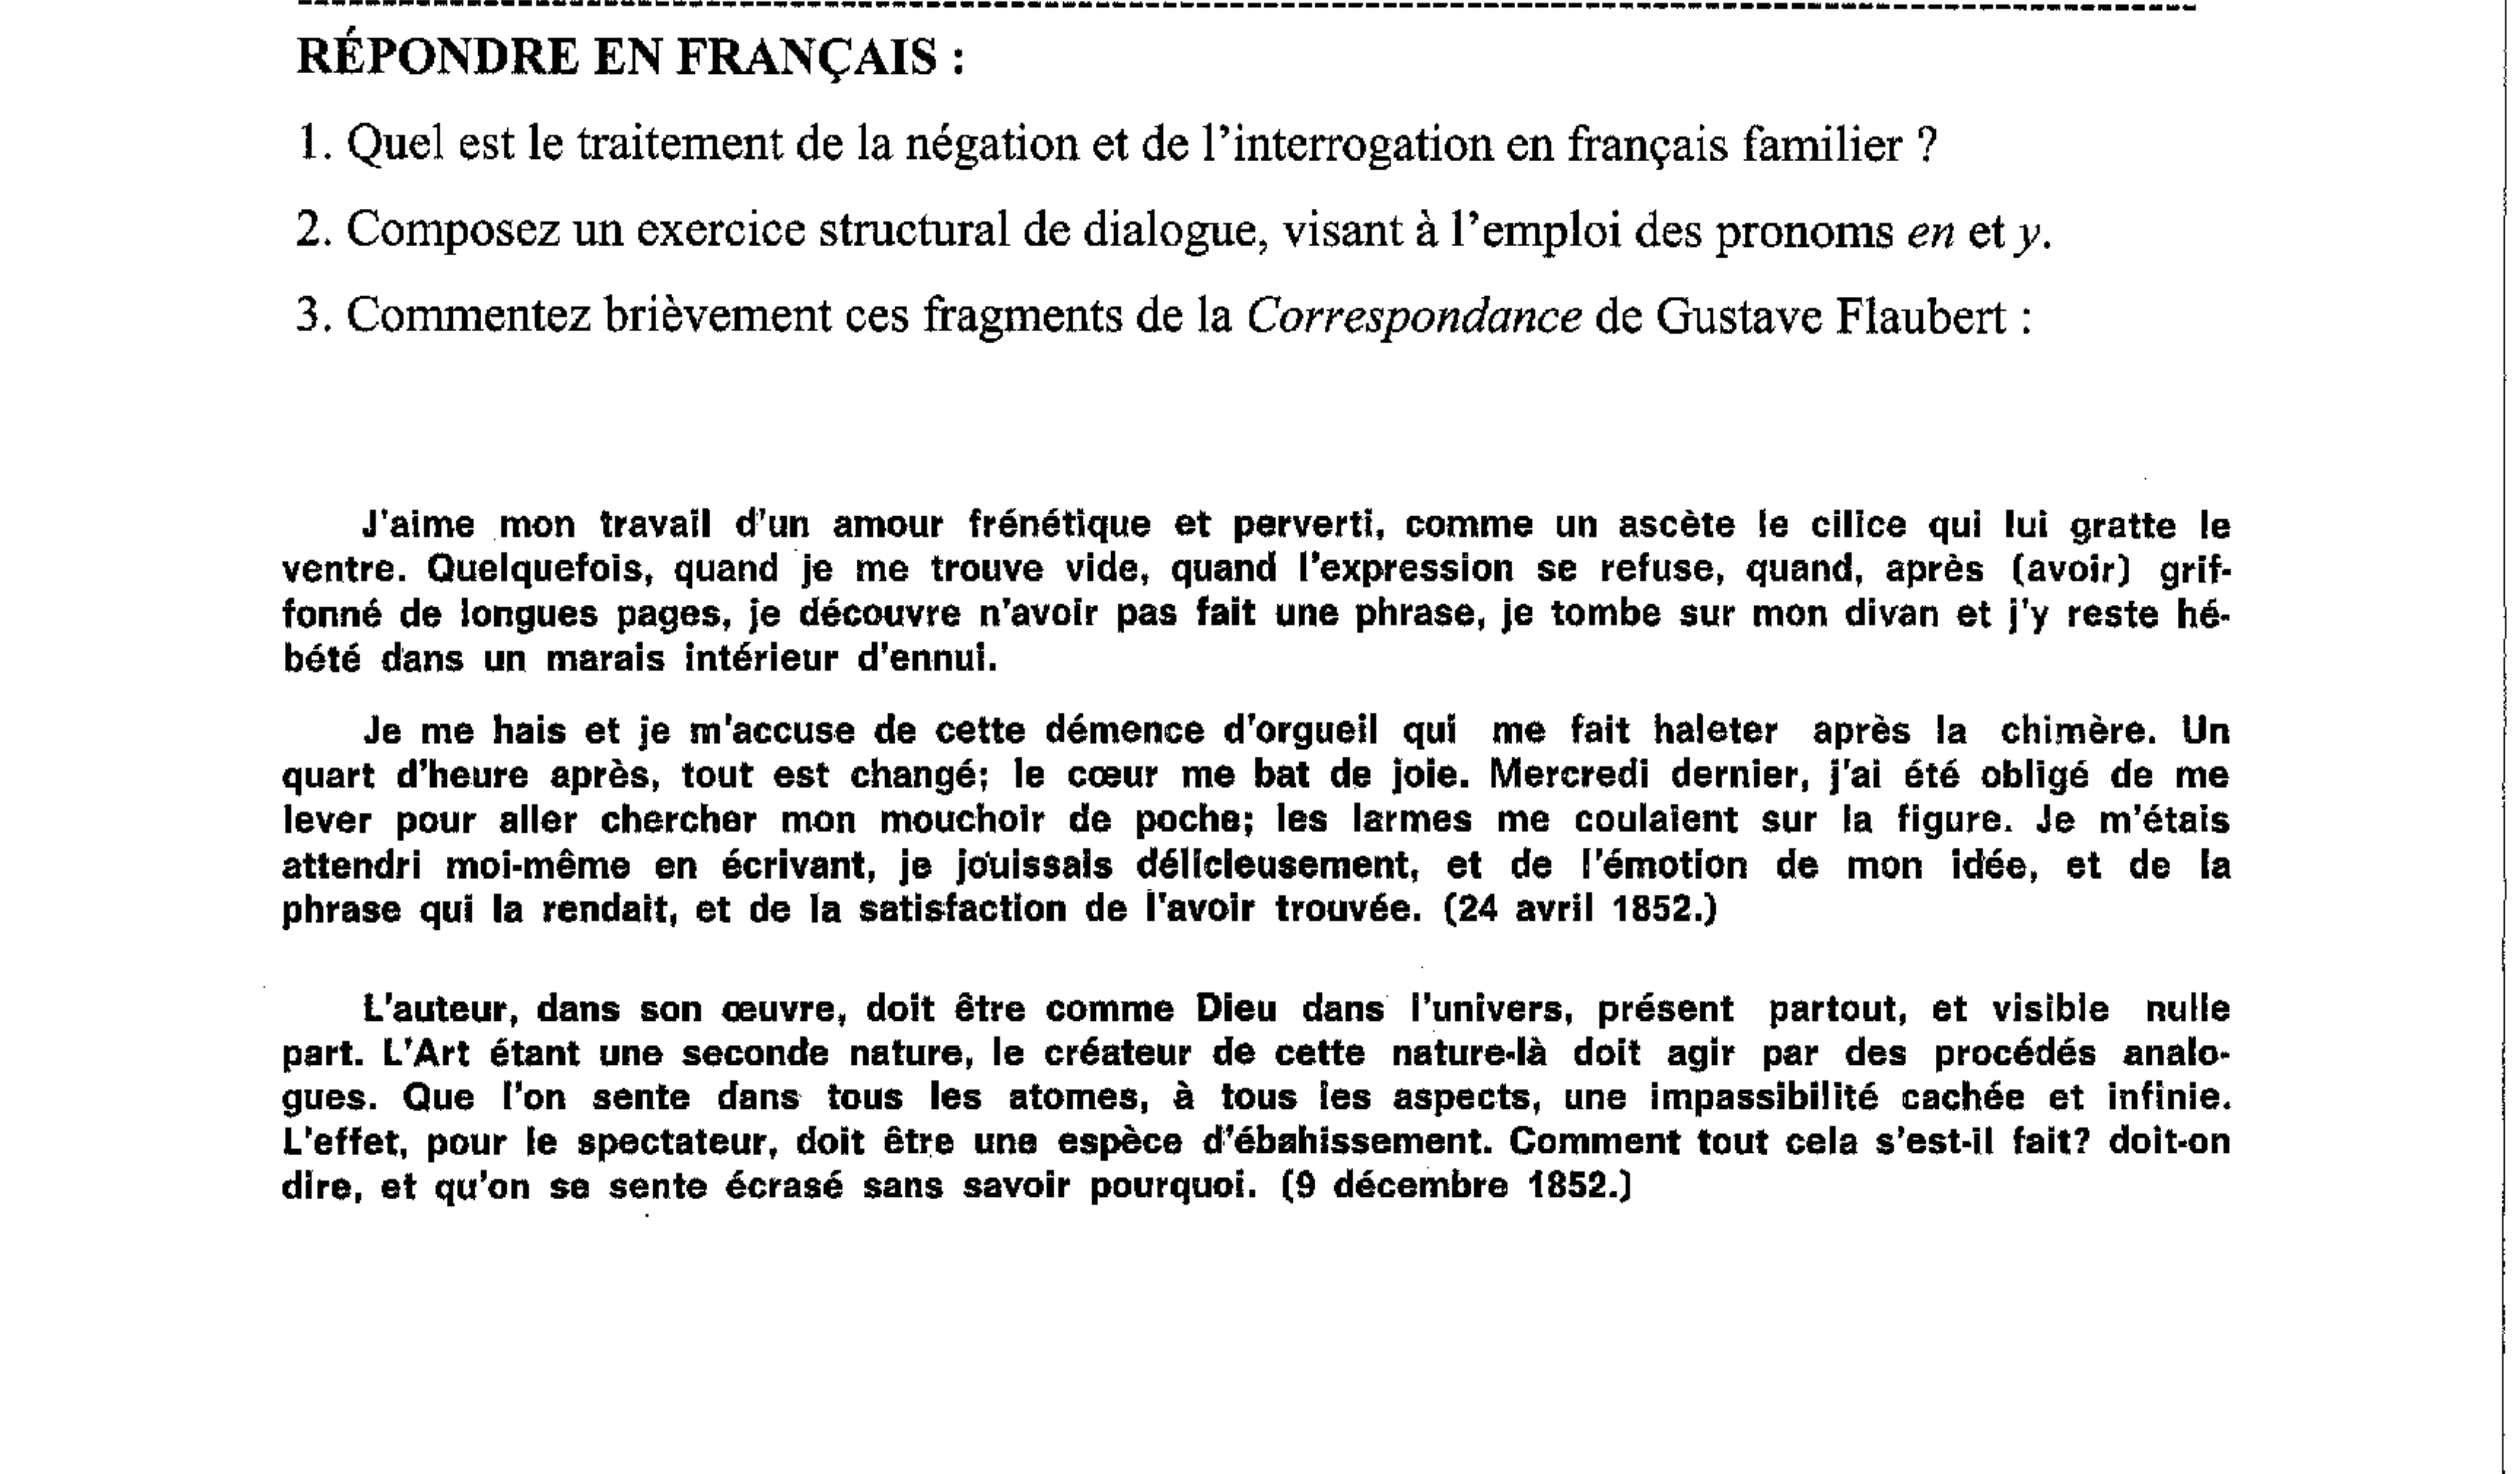 RÉPONDRE EN FRANÇAIS :
1. Quel est le traitement de la négation et de l'interrogation en français familier ?
2. Composez un exercice structural de dialogue, visant à l'emploi des pronoms en et y.
3. Commentez brièvement ces fragments de la Correspondance de Gustave Flaubert :
J'aime mon travail d'un amour frénétique et perverti, comme un ascète le cilice qui lui gratte le
ventre. Quelquefois, quand je me trouve vide, quand l'expression se refuse, quand, après (avoir) grif-
fonné de longues pages, je découvre n'avoir pas fait une phrase, je tombe sur mon divan et j'y reste hé-
bété dans un marais intérieur d'ennui.
Je me hais et je m'accuse de cette démence d'orgueil qui me fait haleter après la chimère. Un
quart d'heure après, tout est changé; le cœur me bat de joie. Mercredi dernier, j'ai été obligé de me
lever pour aller chercher mon mouchoir de poche; les larmes me coulaient sur la figure. Je m'étais
attendri moi-même en écrivant, je jouissais délicieusement, et de l'émotion de mon idée, et de la
phrase qui la rendait, et de la satisfaction de l'avoir trouvée. (24 avril 1852.)
L'auteur, dans son œuvre, doit être comme Dieu dans l'univers, présent partout, et visible nulle
part. L'Art étant une seconde nature, le créateur de cette nature-là doit agir par des procédés analo-
gues. Que l'on sente dans tous les atomes, à tous les aspects, une impassibilité cachée et infinie.
L'effet, pour le spectateur, doit être une espèce d'ébahissement. Comment tout cela s'est-il fait? doit-on
dire, et qu'on se sente écrasé sans savoir pourquoi. (9 décembre 1852.)